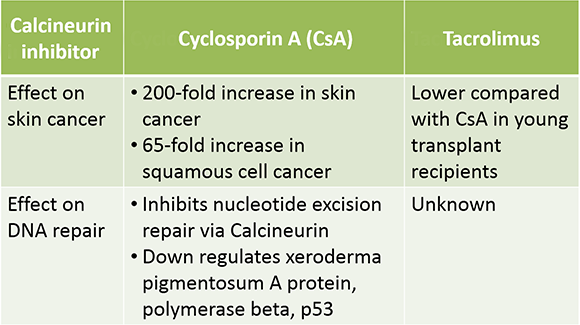 Calcineurin inhibitor
Cyclosporin A (CsA)
Tacrolimus
Effect on skin cancer
• 200-fold increase in skin cancer
• 65-fold increase in squamous cell cancer
Lower compared with CsA in young transplant recipients
Effect on DNA repair
• Inhibits nucleotide excision repair via Calcineurin
• Down regulates xeroderma pigmentosum A protein, polymerase beta, p53
Unknown